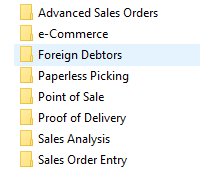 Advanced Sales Orders
e-Commerce
Foreign Debtors
Paperless Picking
Point of Sale
Proof of Delivery
Sales Analysis
Sales Order Entry